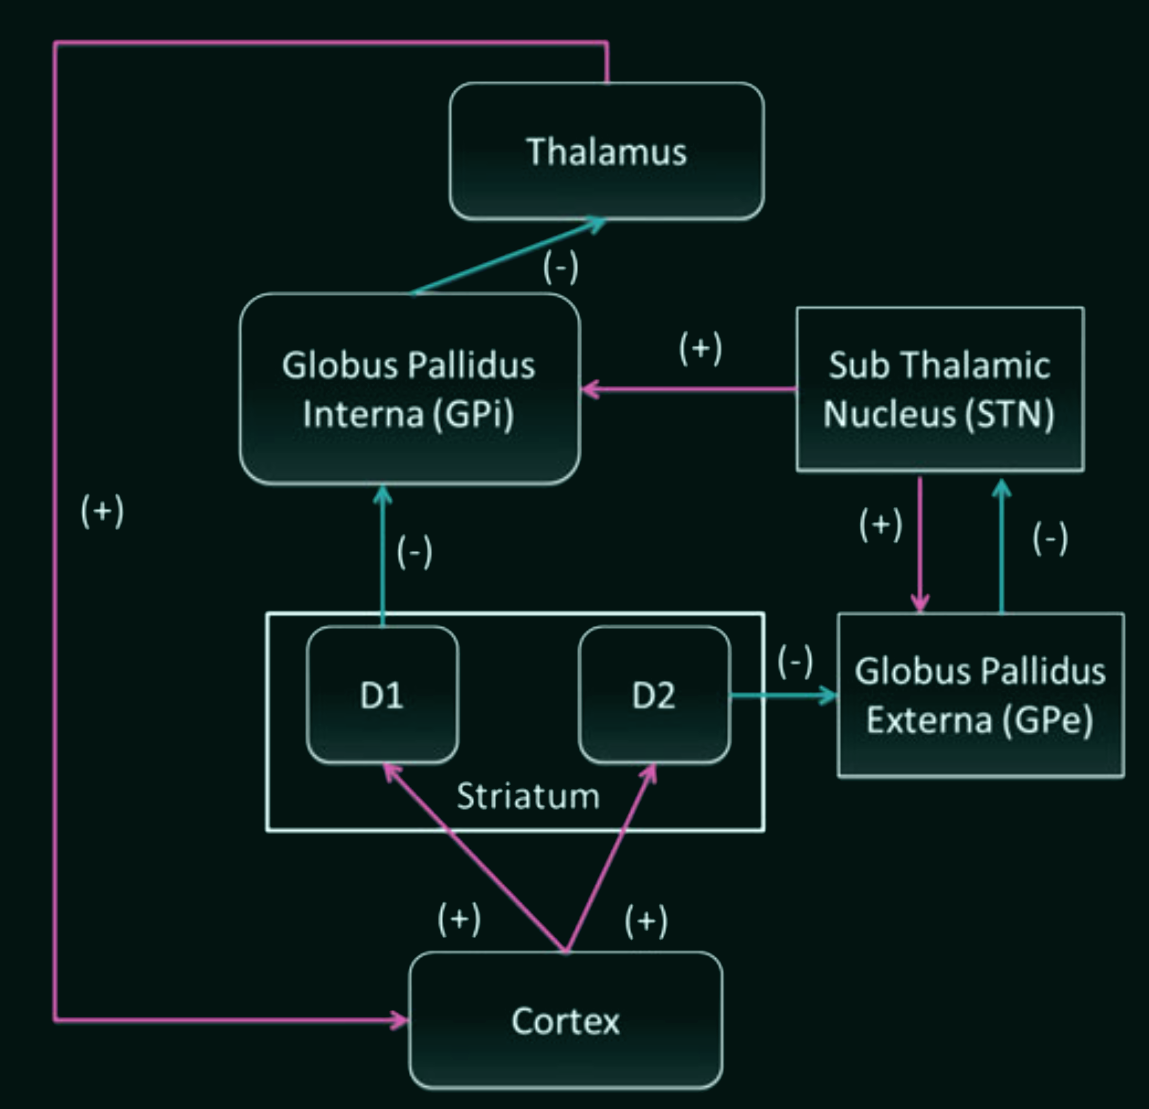 Thalamus
(-)
Globus Pallidus
Interna (GPi)
(+)
Sub Thalamic
Nucleus (STN)
(+)
(-)
(+)
(-)
D1
D2
(-)
Globus Pallidus
Externa (GPe)
Striatum
(+)
(+)
Cortex